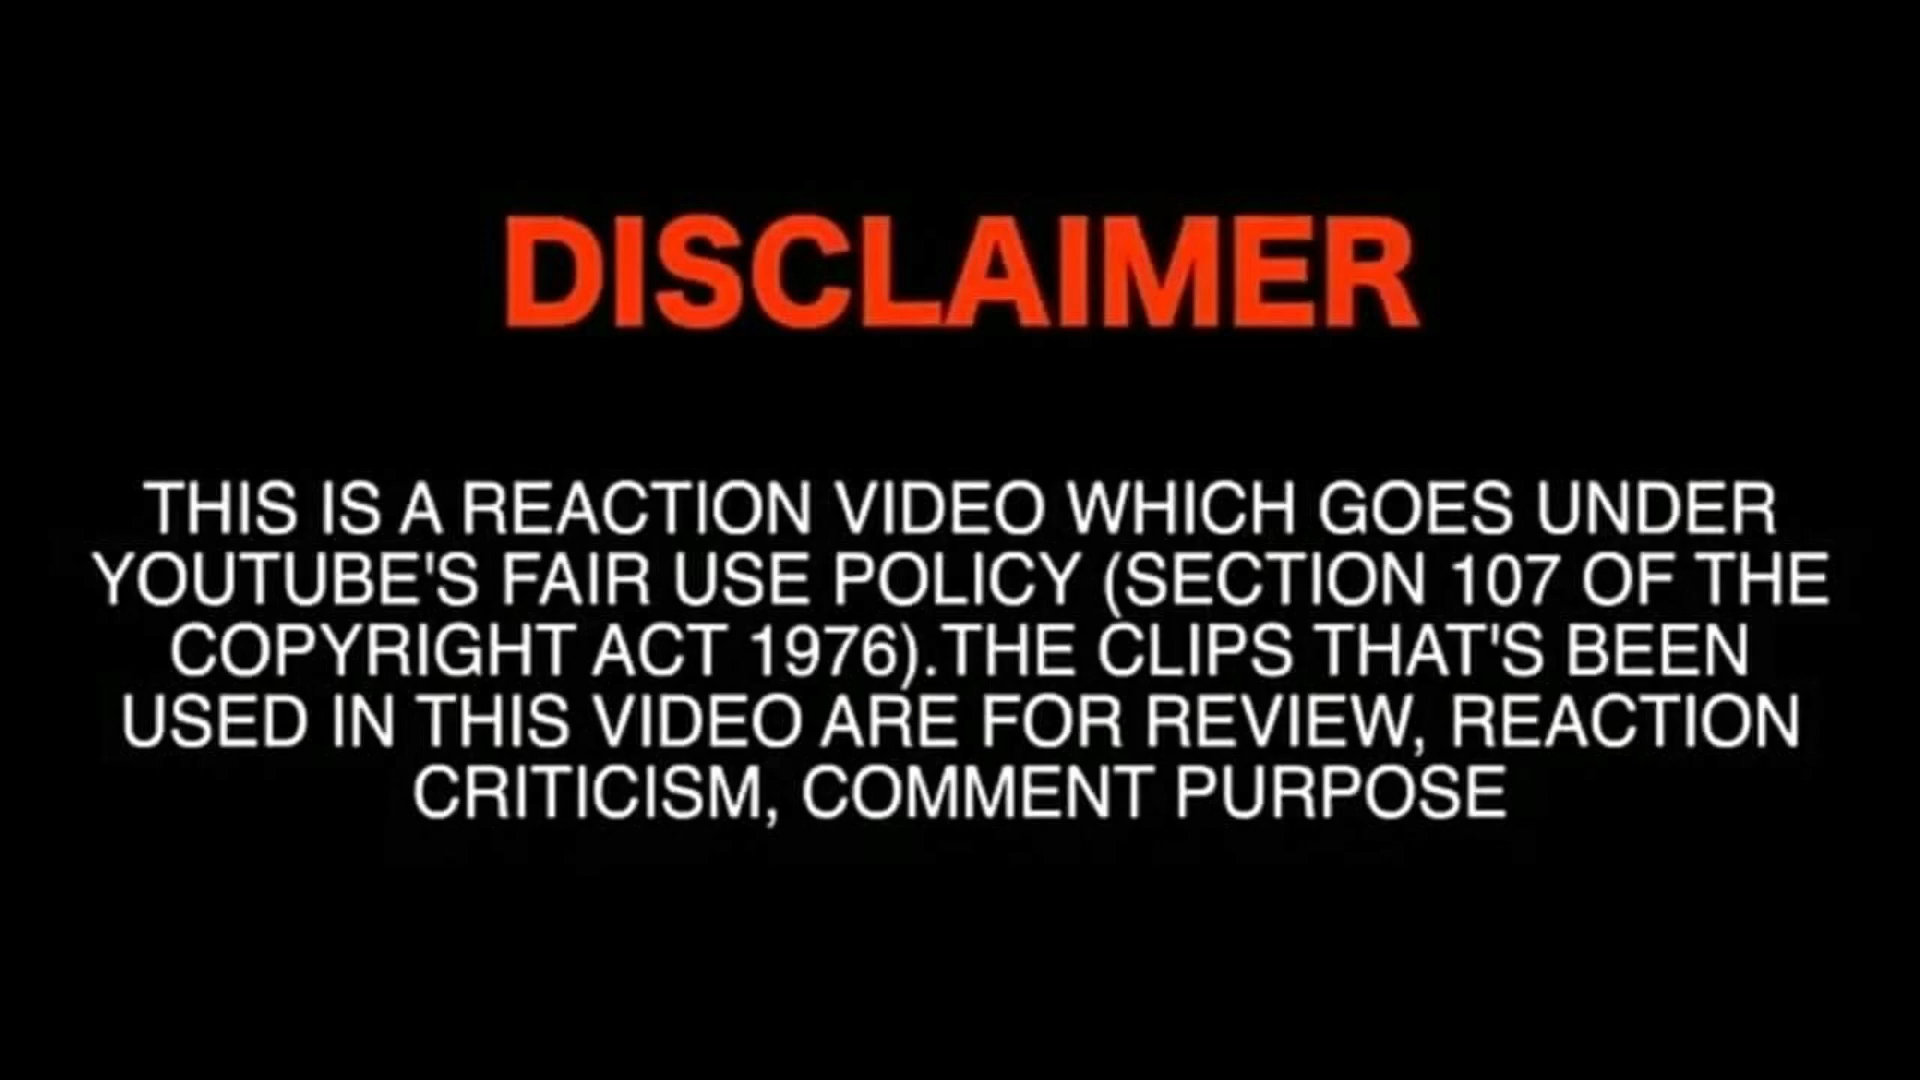 DISCLAIMER
THIS IS A REACTION VIDEO WHICH GOES UNDER
YOUTUBE'S FAIR USE POLICY (SECTION 107 OF THE
COPYRIGHT ACT 1976).THE CLIPS THAT'S BEEN
USED IN THIS VIDEO ARE FOR REVIEW, REACTION
CRITICISM, COMMENT PURPOSE